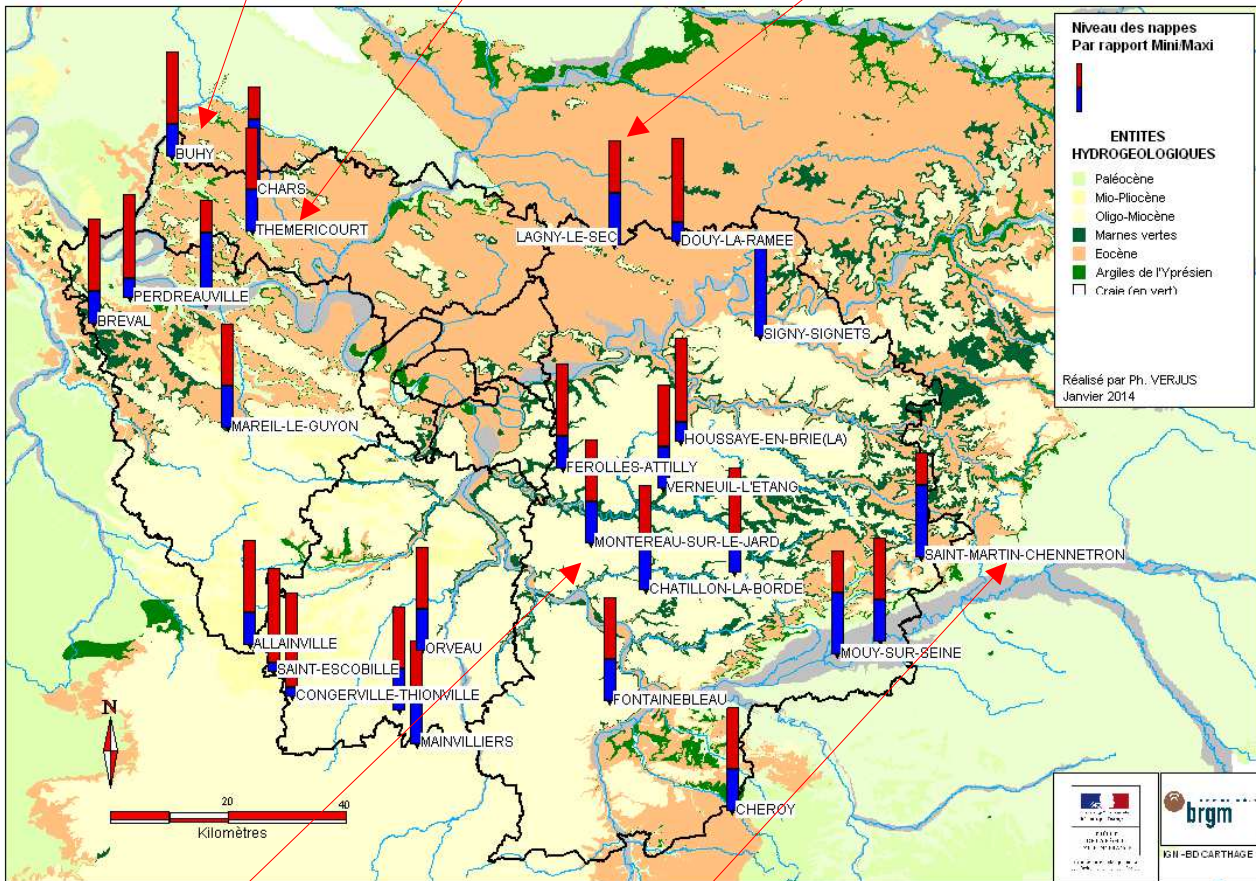 Niveau des nappes
Par rapport Mini/Maxi
ENTITES
HYDROGEOLOGIQUES
Paléocène
Mio-Pliocène
Oligo-Miocène
Marnes vertes
Eocène
Argiles de l'Yprésien
Craie (en vert)
Réalisé par Ph. VERJUS
Janvier 2014
BUHY
CHARS
THEMERICOURT
LAGNY-LE-SEC
DOUY-LA-RAMEE
PERDREAUVILLE
BREVAL
SIGNY-SIGNETS
MAREIL-LE-GUYON
HOUSSAYE-EN-BRIE(LA)
FEROLLES-ATTILLY
VERNEUIL-L'ETANG
MONTEREAU-SUR-LE-JARD
SAINT-MARTIN-CHENNETRON
CHATILLON-LA-BORDE
ALLAINVILLE
ORVEAU
MOUY-SUR-SEINE
SAINT-ESCOBILLE
CONGERVILLE-THIONVILLE
FONTAINEBLEAU
MAINVILLIERS
CHEROY
N
20
40
Kilomètres
brgm
IGN-BDCARTHAGE